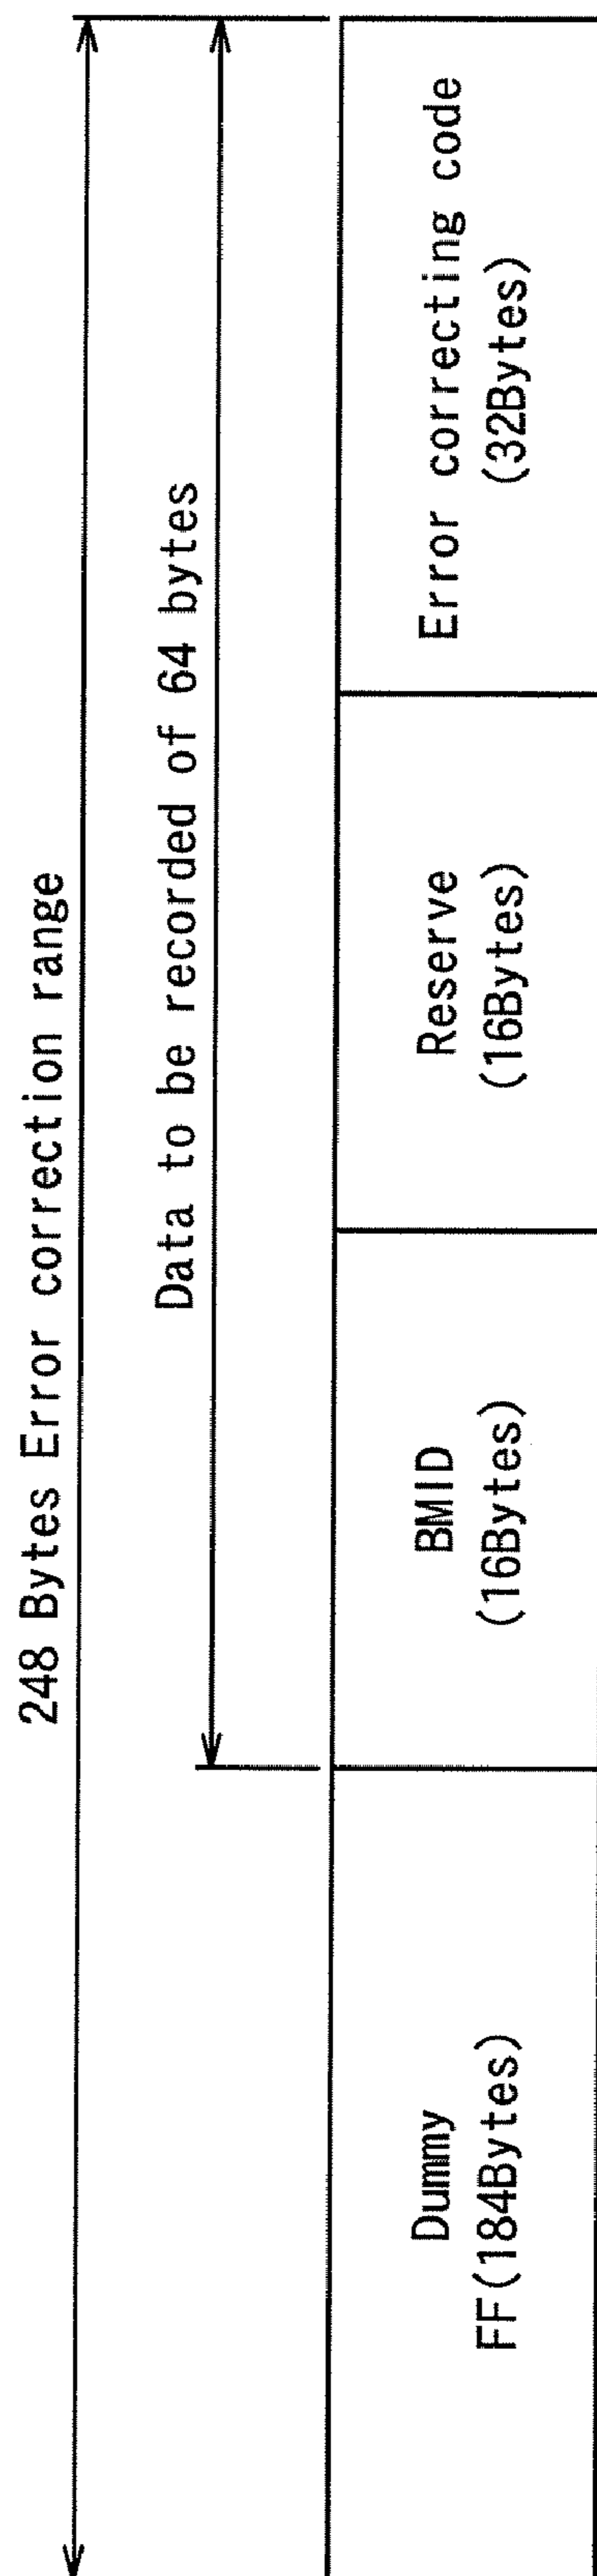 248 Bytes Error correction range
Data to be recorded of 64 bytes
Dummy
FF(184Bytes)
BMID
(16Bytes)
Reserve
(16Bytes)
Error correcting code
(32Bytes)